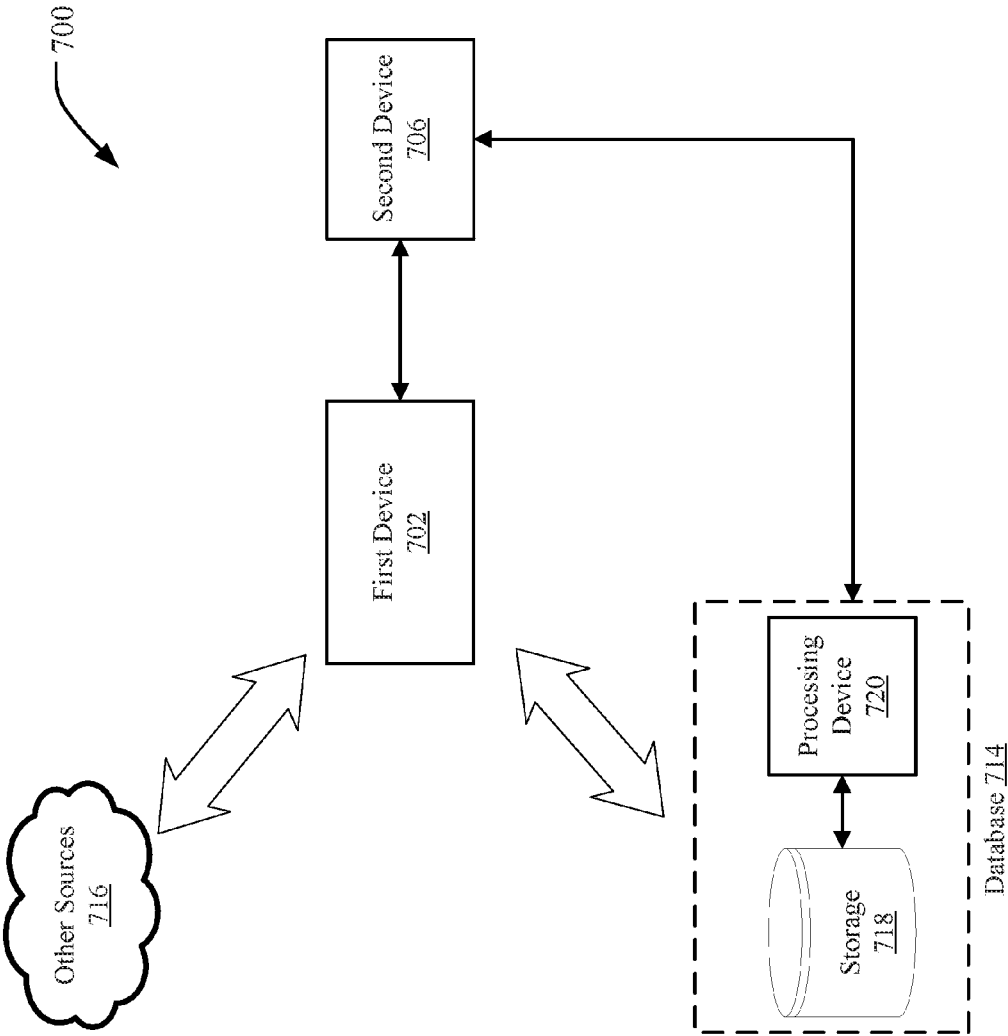 700
Other Sources
716
First Device
702
Second Device
706
Storage
718
Processing
Device
720
Database 714